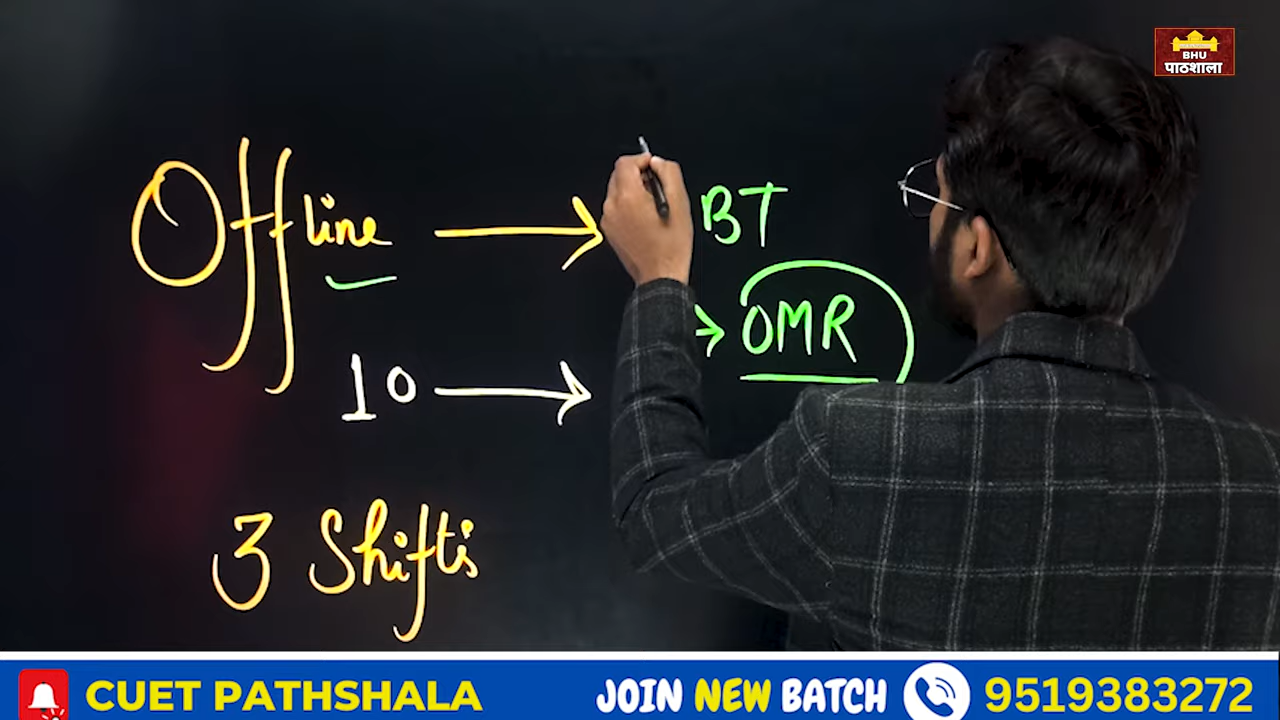 BHU
पाठशाला
Offline → BT
→ OMR
10 →
3 Shifts
CUET PATHSHALA JOIN NEW BATCH 9519383272